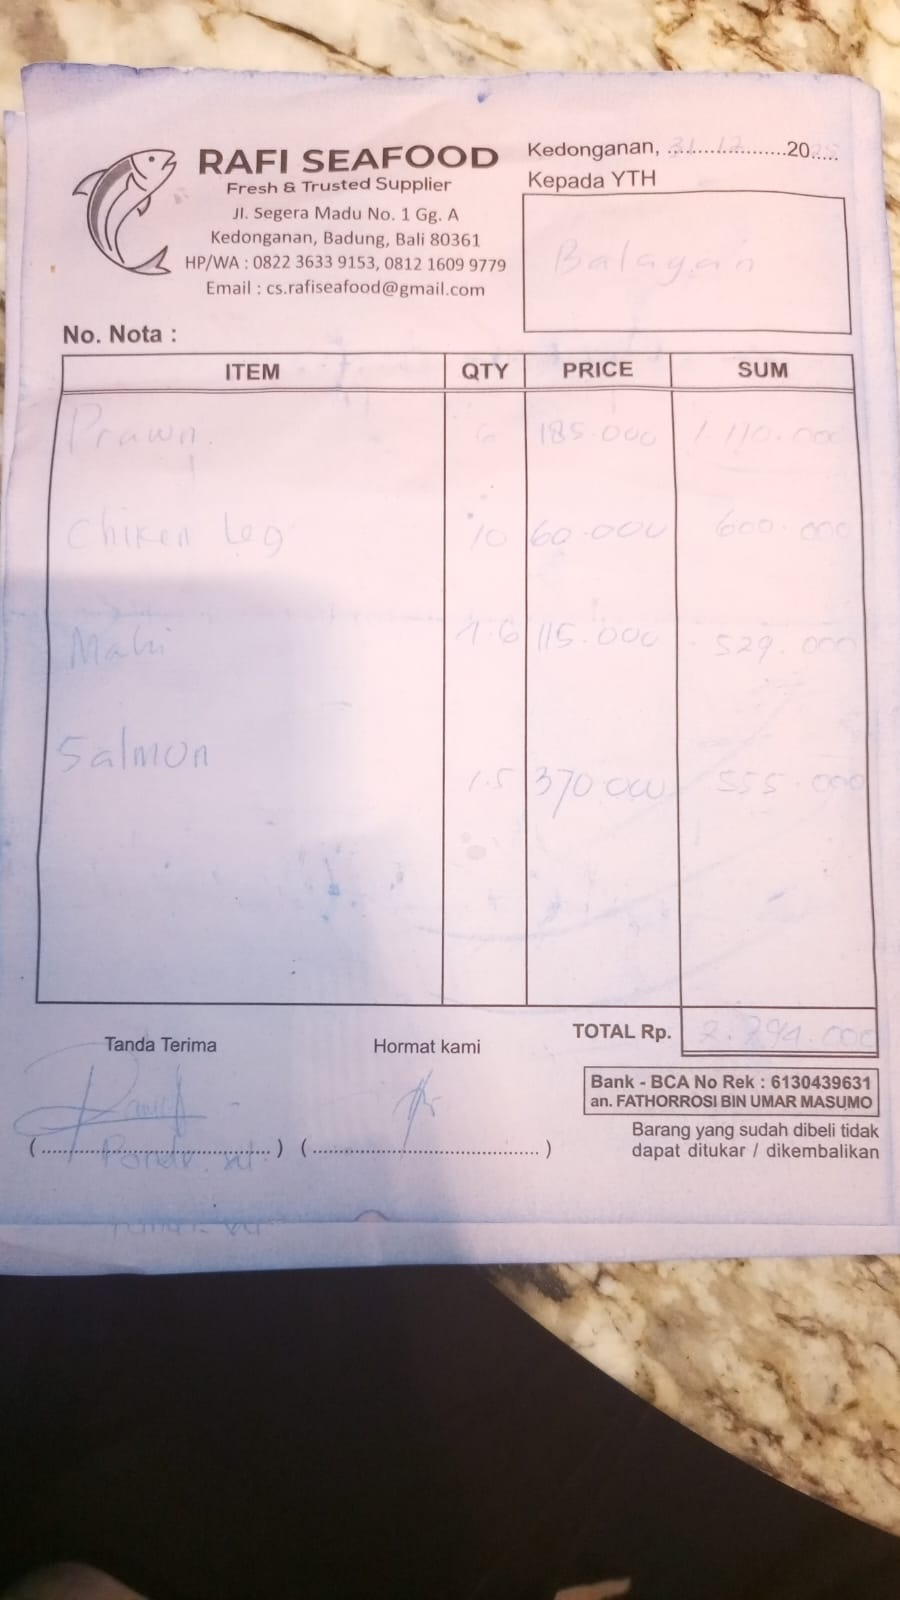 RAFI SEAFOOD
Fresh & Trusted Supplier
Jl. Segera Madu No. 1 Gg. A
Kedonganan, Badung, Bali 80361
HP/WA : 0822 3633 9153, 0812 1609 9779
Email : cs.rafiseafood@gmail.com
Kedonganan, 31.12.......20....
Kepada YTH
Balagan
No. Nota :
ITEM QTY PRICE SUM
Prawn 6 185.000 1.110.000
Chiken Leg 10 60.000 600.000
Mahi 4.6 115.000 529.000
Salmon 1.5 370.000 555.000
TOTAL Rp. 2.794.000
Tanda Terima Hormat kami
Bank - BCA No Rek : 6130439631
an. FATHORROSI BIN UMAR MASUMO
Barang yang sudah dibeli tidak
dapat ditukar / dikembalikan